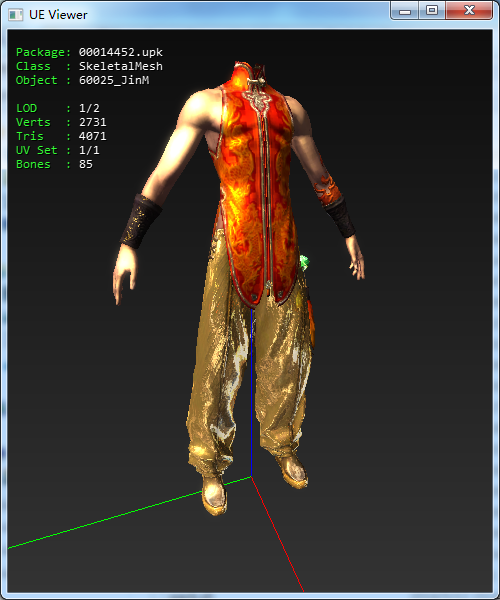 UE Viewer
Package: 00014452.upk
Class  : SkeletalMesh
Object : 60025_JinM
LOD    : 1/2
Verts  : 2731
Tris   : 4071
UV Set : 1/1
Bones  : 85